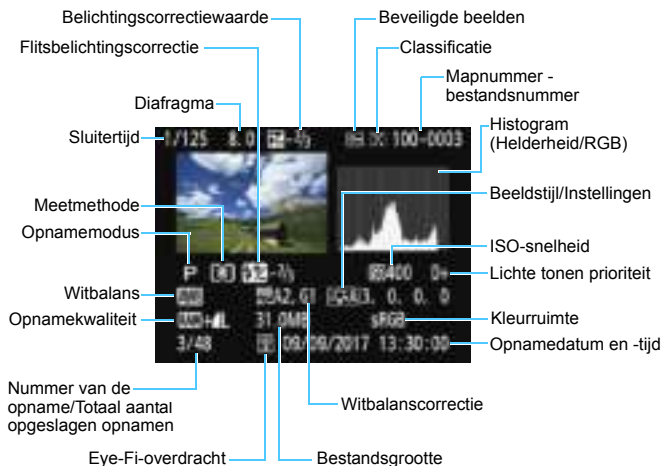 Belichtingscorrectiewaarde
Beveiligde beelden
Flitsbelichtingscorrectie
Classificatie
Mapnummer -
bestandsnummer
Diafragma
Sluitertijd
1/125 8.0 -2/3 100-0003
Histogram
(Helderheid/RGB)
Beeldstijl/Instellingen
Meetmethode
Opnamemodus
ISO-snelheid
P 400 D+
Lichte tonen prioriteit
Witbalans
A2, G1 3, 0, 0, 0
Opnamekwaliteit
RAW+L 31.0MB sRGB
Kleurruimte
3/48 09/09/2017 13:30:00
Opnamedatum en -tijd
Nummer van de
opname/Totaal aantal
opgeslagen opnamen
Witbalanscorrectie
Eye-Fi-overdracht
Bestandsgrootte